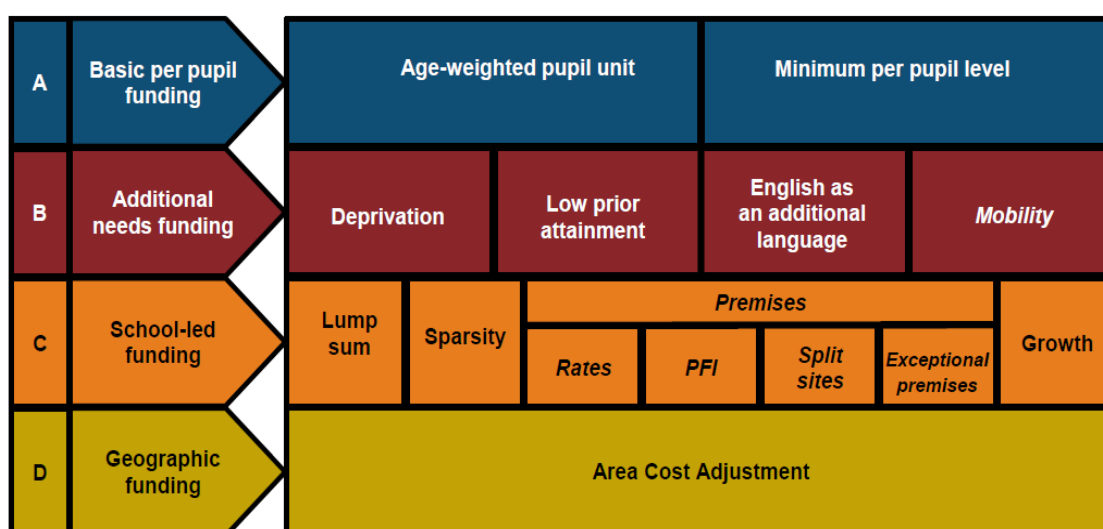 A
Basic per pupil
funding
Age-weighted pupil unit
Minimum per pupil level
B
Additional
needs funding
Deprivation
Low prior
attainment
English as
an additional
language
Mobility
C
School-led
funding
Lump
sum
Sparsity
Premises
Rates
PFI
Split
sites
Exceptional
premises
Growth
D
Geographic
funding
Area Cost Adjustment